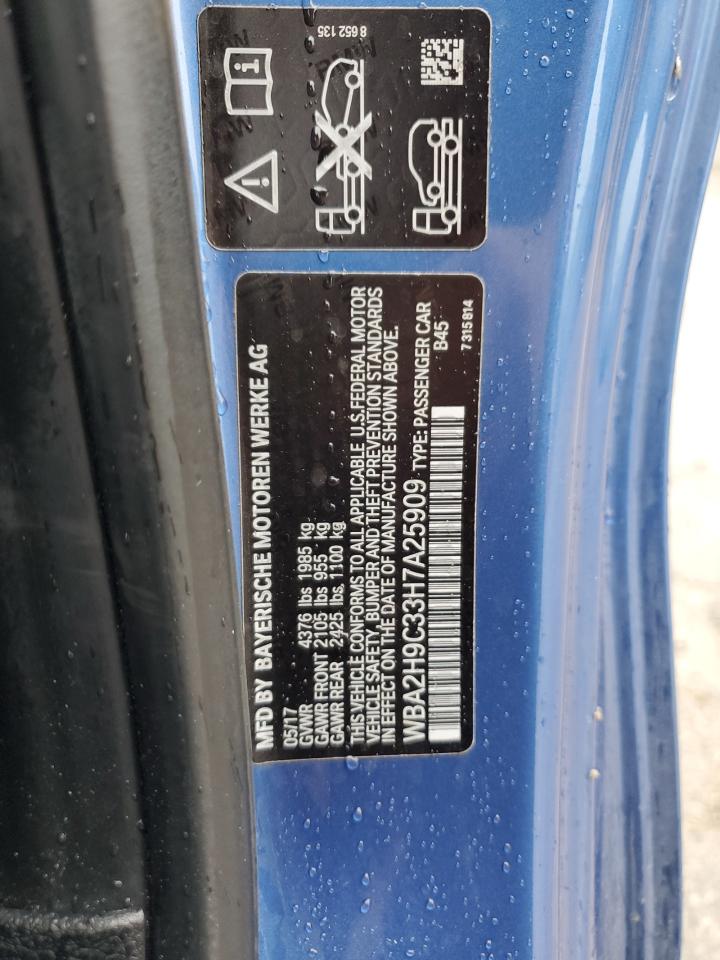 8 652 135
MFD BY BAYERISCHE MOTOREN WERKE AG
05/17
GVWR 4376 lbs 1985 kg
GAWR FRONT 2105 lbs 955 kg
GAWR REAR 2425 lbs. 1100 kg
THIS VEHICLE CONFORMS TO ALL APPLICABLE U.S.FEDERAL MOTOR
VEHICLE SAFETY, BUMPER AND THEFT PREVENTION STANDARDS
IN EFFECT ON THE DATE OF MANUFACTURE SHOWN ABOVE.
WBA2H9C33H7A25909 TYPE: PASSENGER CAR
B45
7 315 814